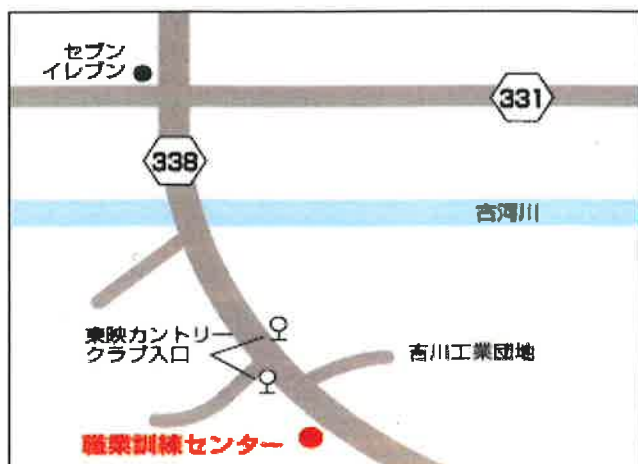 セブン
イレブン
331
338
吉河川
東映カントリー
クラブ入口
吉川工業団地
職業訓練センター